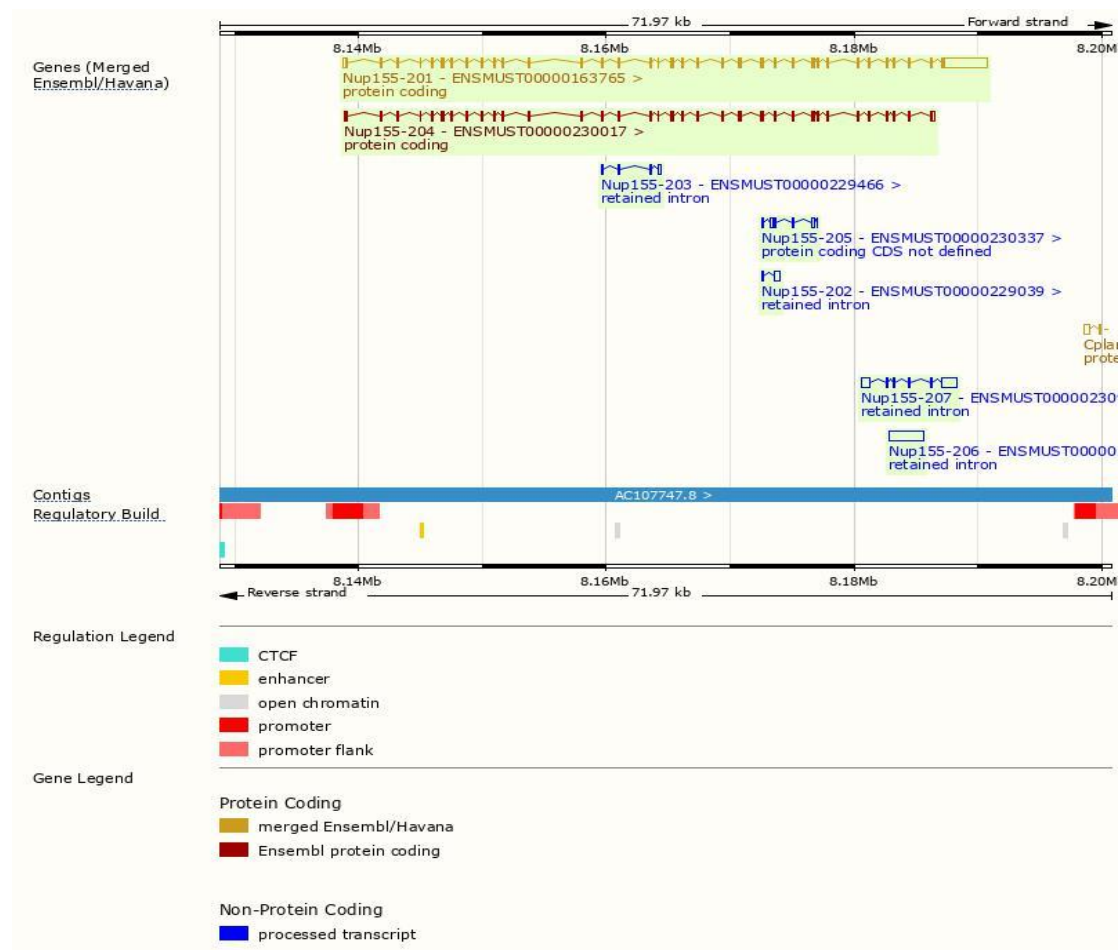 71.97 kb Forward strand
8.14Mb 8.16Mb 8.18Mb 8.20M
Genes (Merged
Ensembl/Havana)
Nup155-201 - ENSMUST00000163765 >
protein coding
Nup155-204 - ENSMUST00000230017 >
protein coding
Nup155-203 - ENSMUST00000229466 >
retained intron
Nup155-205 - ENSMUST00000230337 >
protein coding CDS not defined
Nup155-202 - ENSMUST00000229039 >
retained intron
Cpla
prote
Nup155-207 - ENSMUST00000230
retained intron
Nup155-206 - ENSMUST00000
retained intron
Contigs
AC107747.8 >
Regulatory Build
8.14Mb 8.16Mb 8.18Mb 8.20M
Reverse strand 71.97 kb
Regulation Legend
CTCF
enhancer
open chromatin
promoter
promoter flank
Gene Legend
Protein Coding
merged Ensembl/Havana
Ensembl protein coding
Non-Protein Coding
processed transcript